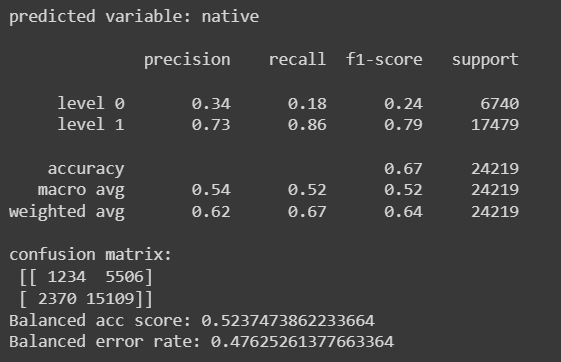 predicted variable: native
precision recall f1-score support
level 0 0.34 0.18 0.24 6740
level 1 0.73 0.86 0.79 17479
accuracy 0.67 24219
macro avg 0.54 0.52 0.52 24219
weighted avg 0.62 0.67 0.64 24219
confusion matrix:
[[ 1234 5506]
[ 2370 15109]]
Balanced acc score: 0.5237473862233664
Balanced error rate: 0.47625261377663364